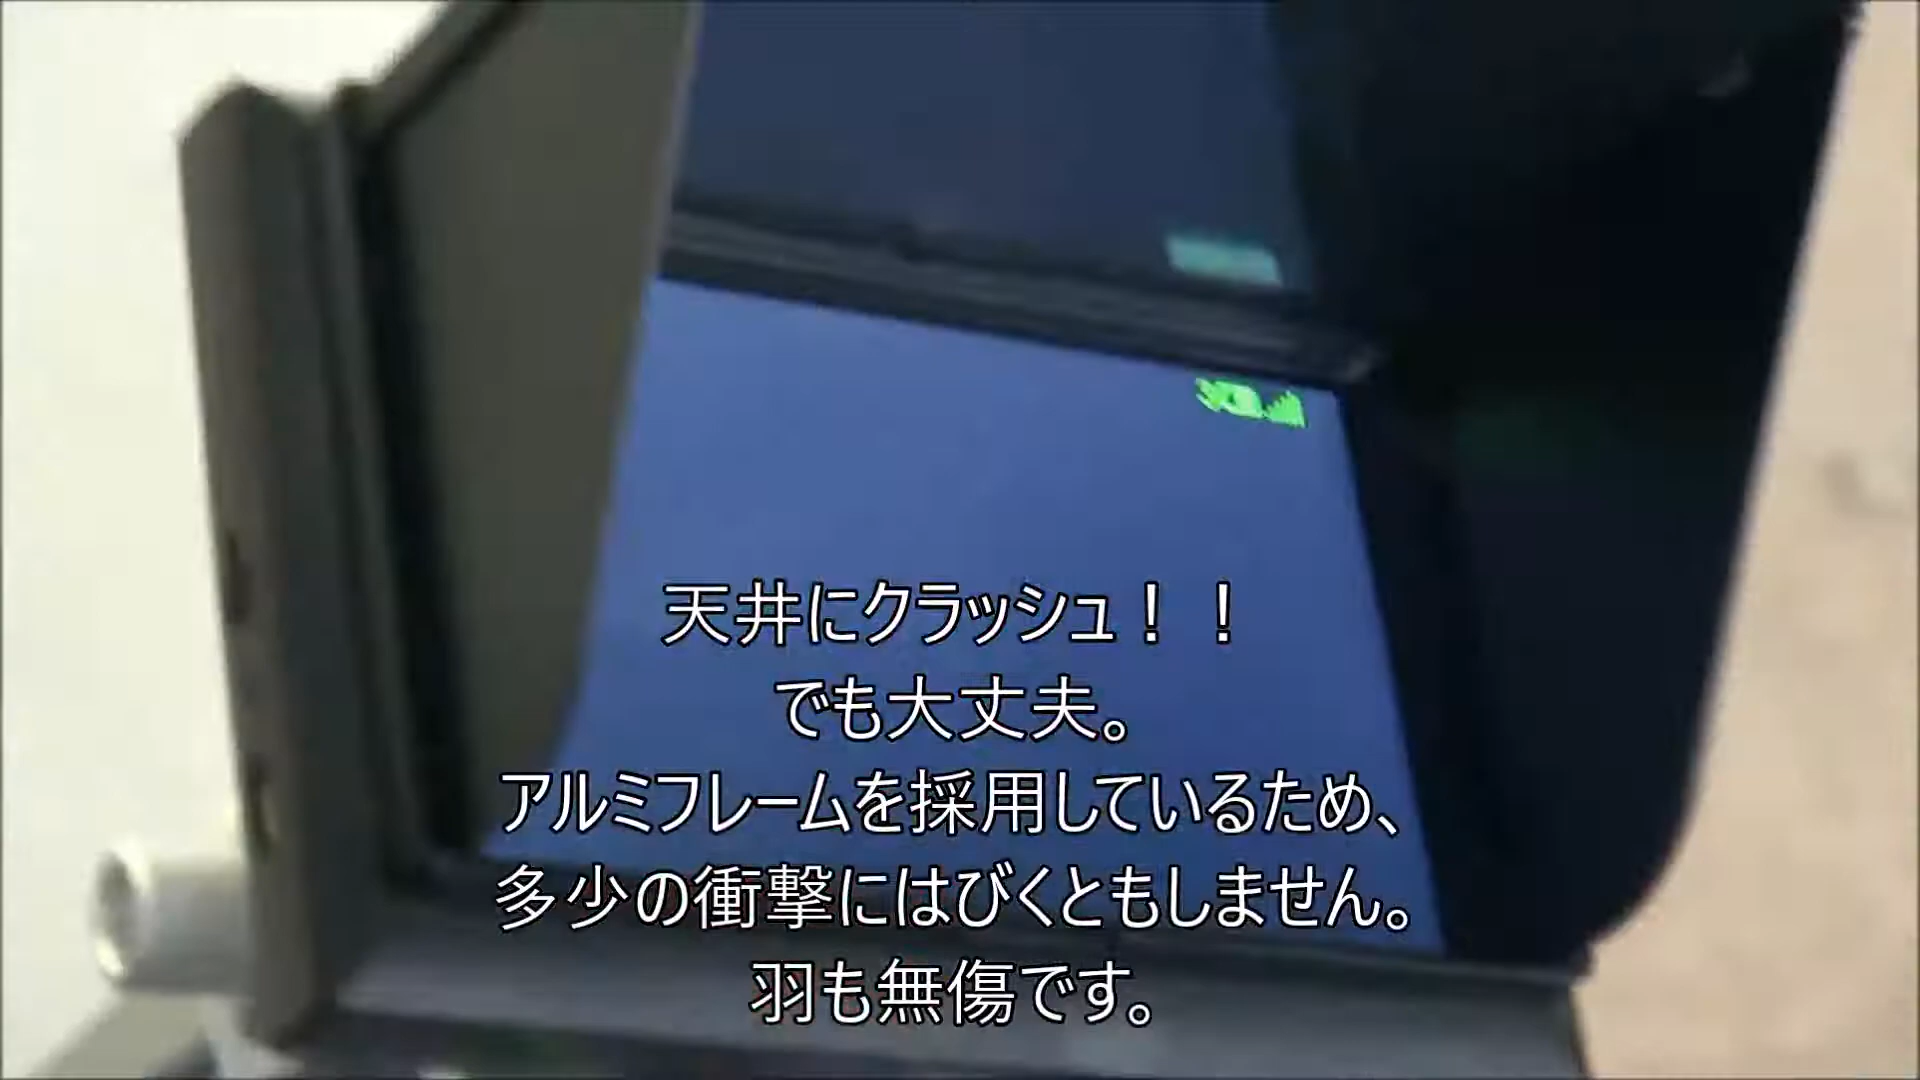 天井にクラッシュ！！
でも大丈夫。
アルミフレームを採用しているため、
多少の衝撃にはびくともしません。
羽も無傷です。